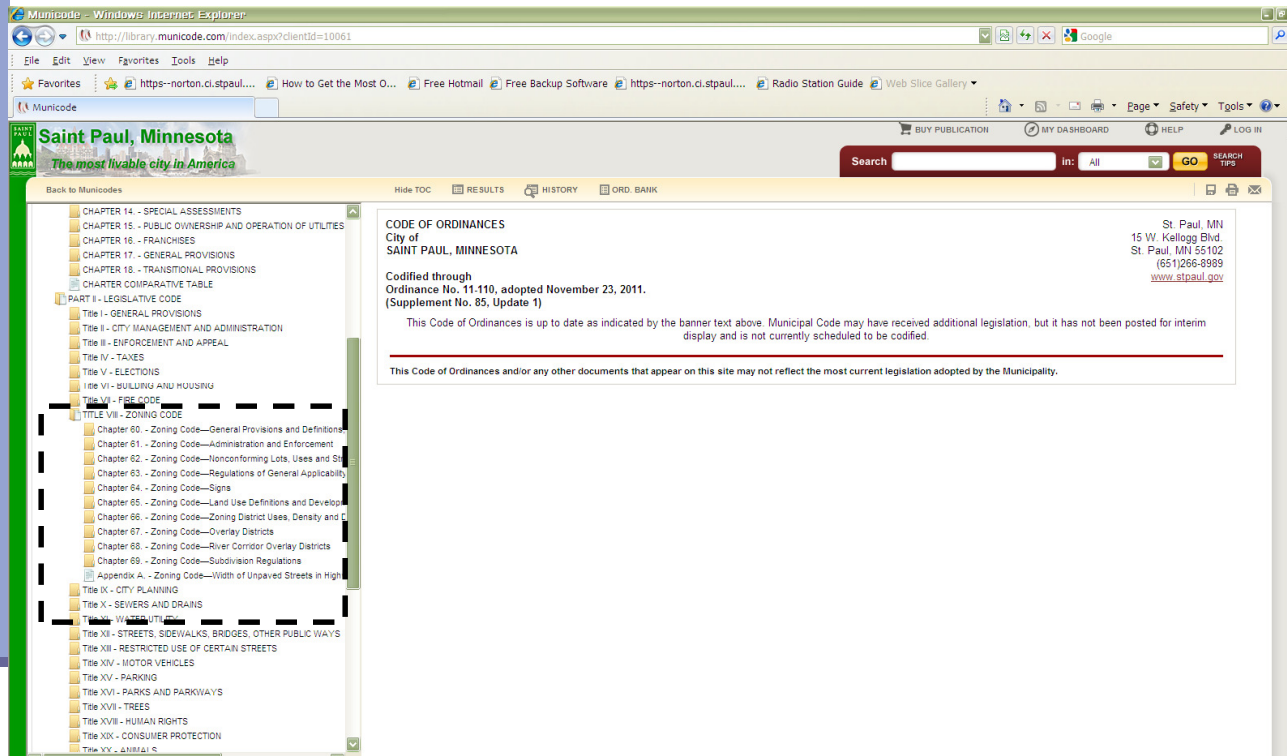 Municode - Windows Internet Explorer
http://library.municode.com/index.aspx?clientId=10061
Google
File Edit View Favorites Tools Help
Favorites https--norton.ci.stpaul.... How to Get the Most O... Free Hotmail Free Backup Software https--norton.ci.stpaul.... Radio Station Guide Web Slice Gallery
Municode
Page Safety Tools
SAINT PAUL
Saint Paul, Minnesota
The most livable city in America
BUY PUBLICATION MY DASHBOARD HELP LOG IN
Search in: All GO SEARCH TIPS
Back to Municodes Hide TOC RESULTS HISTORY ORD. BANK
CHAPTER 14. - SPECIAL ASSESSMENTS
CHAPTER 15. - PUBLIC OWNERSHIP AND OPERATION OF UTILITIES
CHAPTER 16. - FRANCHISES
CHAPTER 17. - GENERAL PROVISIONS
CHAPTER 18. - TRANSITIONAL PROVISIONS
CHARTER COMPARATIVE TABLE
PART II - LEGISLATIVE CODE
Title I - GENERAL PROVISIONS
Title II - CITY MANAGEMENT AND ADMINISTRATION
Title III - ENFORCEMENT AND APPEAL
Title IV - TAXES
Title V - ELECTIONS
Title VI - BUILDING AND HOUSING
Title VII - FIRE CODE
TITLE VIII - ZONING CODE
Chapter 60. - Zoning Code—General Provisions and Definitions
Chapter 61. - Zoning Code—Administration and Enforcement
Chapter 62. - Zoning Code—Nonconforming Lots, Uses and St
Chapter 63. - Zoning Code—Regulations of General Applicability
Chapter 64. - Zoning Code—Signs
Chapter 65. - Zoning Code—Land Use Definitions and Develop
Chapter 66. - Zoning Code—Zoning District Uses, Density and D
Chapter 67. - Zoning Code—Overlay Districts
Chapter 68. - Zoning Code—River Corridor Overlay Districts
Chapter 69. - Zoning Code—Subdivision Regulations
Appendix A. - Zoning Code—Width of Unpaved Streets in High
Title IX - CITY PLANNING
Title X - SEWERS AND DRAINS
Title XI - WATER UTILITY
Title XII - STREETS, SIDEWALKS, BRIDGES, OTHER PUBLIC WAYS
Title XIII - RESTRICTED USE OF CERTAIN STREETS
Title XIV - MOTOR VEHICLES
Title XV - PARKING
Title XVI - PARKS AND PARKWAYS
Title XVII - TREES
Title XVIII - HUMAN RIGHTS
Title XIX - CONSUMER PROTECTION
Title XX - ANIMALS
CODE OF ORDINANCES
City of
SAINT PAUL, MINNESOTA
Codified through
Ordinance No. 11-110, adopted November 23, 2011.
(Supplement No. 85, Update 1)
St. Paul, MN
15 W. Kellogg Blvd.
St. Paul, MN 55102
(651)266-8989
www.stpaul.gov
This Code of Ordinances is up to date as indicated by the banner text above. Municipal Code may have received additional legislation, but it has not been posted for interim
display and is not currently scheduled to be codified.
This Code of Ordinances and/or any other documents that appear on this site may not reflect the most current legislation adopted by the Municipality.